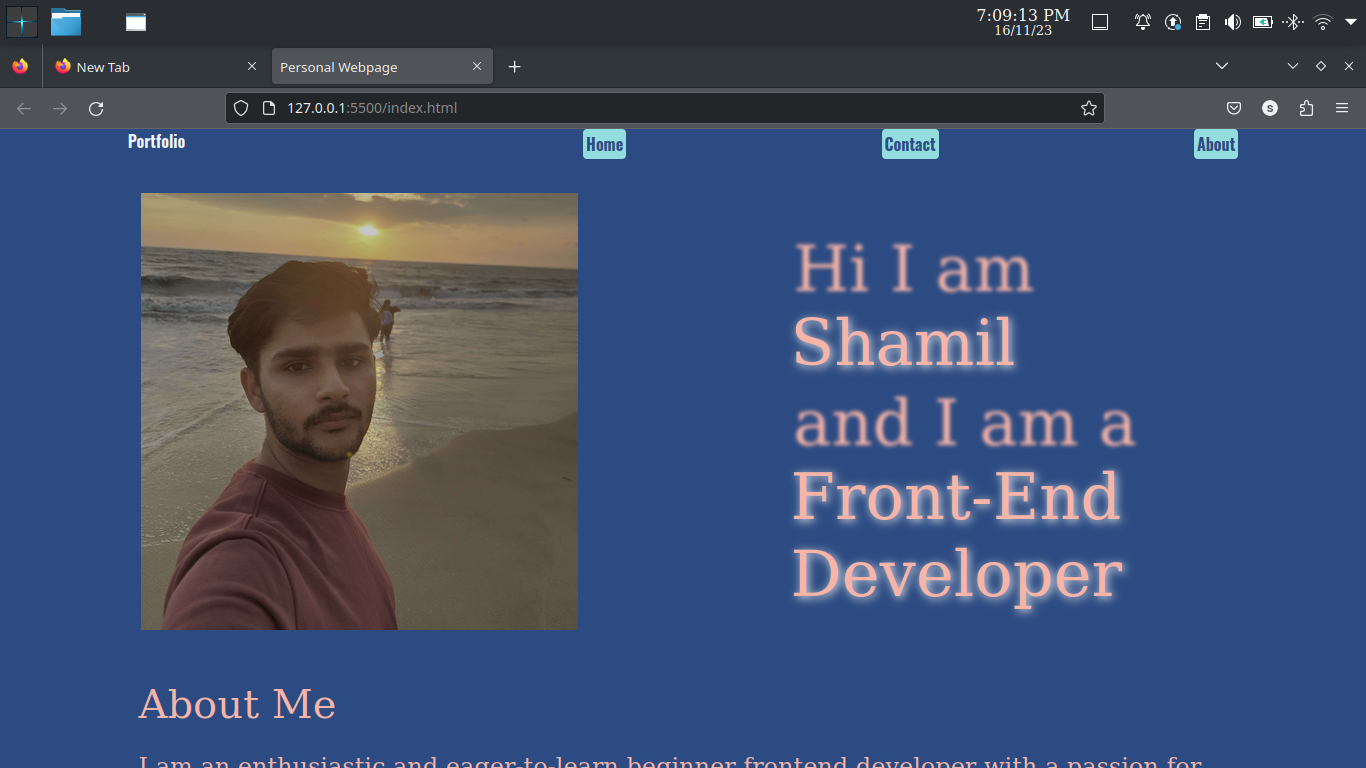 7:09:13 PM
16/11/23
New Tab
Personal Webpage
127.0.0.1:5500/index.html
S
Portfolio
Home
Contact
About
Hi I am
Shamil
and I am a
Front-End
Developer
About Me
I am an enthusiastic and eager-to-learn beginner frontend developer with a passion for